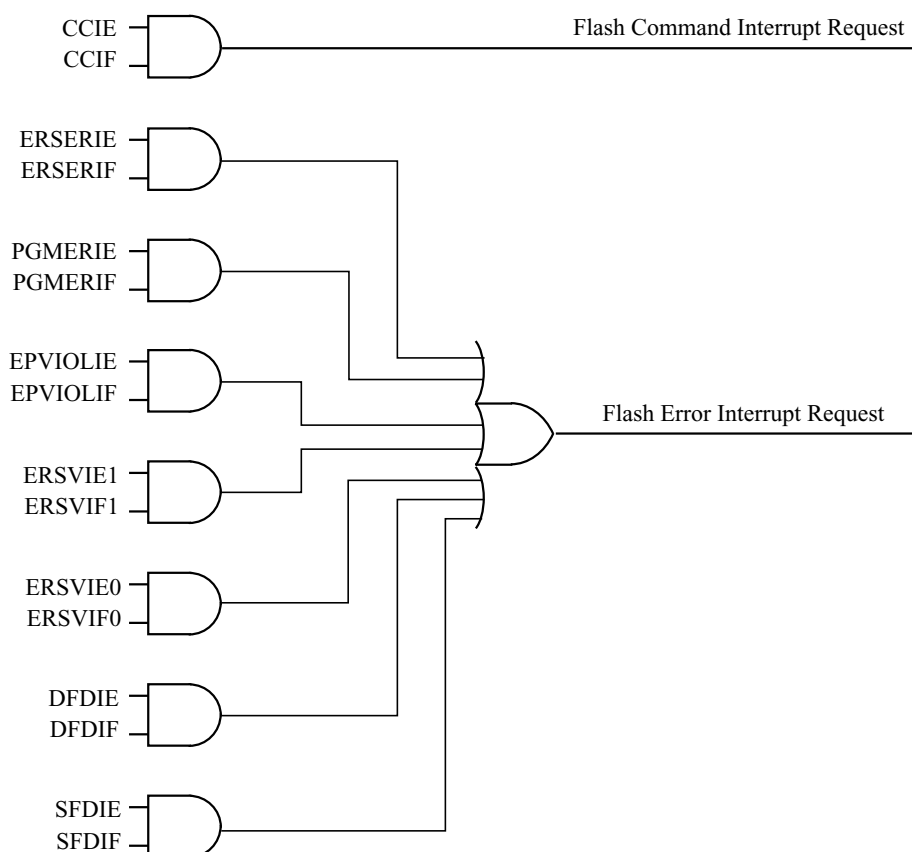 CCIE
CCIF
Flash Command Interrupt Request
ERSERIE
ERSERIF
PGMERIE
PGMERIF
EPVIOLIE
EPVIOLIF
Flash Error Interrupt Request
ERSVIE1
ERSVIF1
ERSVIE0
ERSVIF0
DFDIE
DFDIF
SFDIE
SFDIF